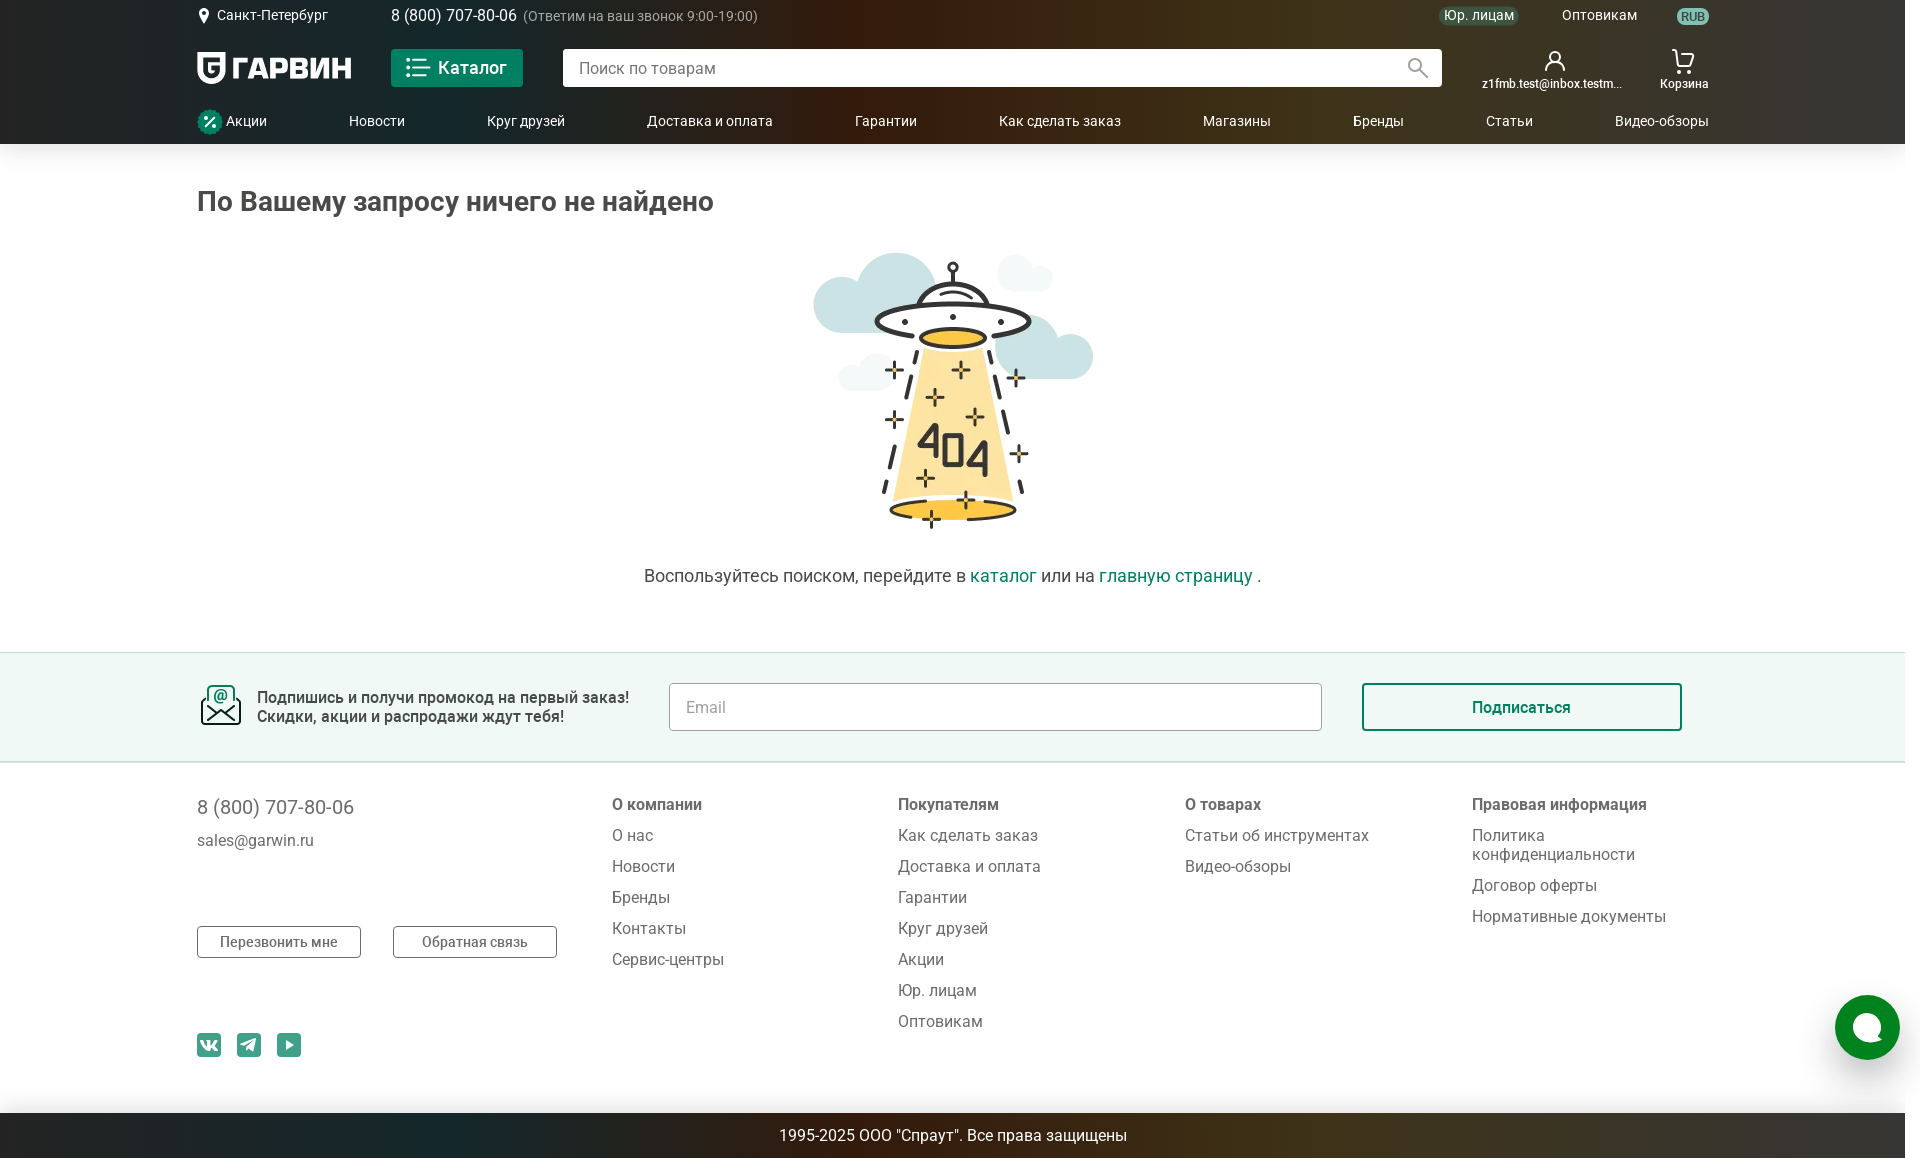 Санкт-Петербург
8 (800) 707-80-06 (Ответим на ваш звонок 9:00-19:00)
Юр. лицам
Оптовикам
RUB
ГАРВИН
Каталог
Поиск по товарам
z1fmb.test@inbox.testm...
Корзина
Акции
Новости
Круг друзей
Доставка и оплата
Гарантии
Как сделать заказ
Магазины
Бренды
Статьи
Видео-обзоры
По Вашему запросу ничего не найдено
404
Воспользуйтесь поиском, перейдите в каталог или на главную страницу .
Подпишись и получи промокод на первый заказ!
Скидки, акции и распродажи ждут тебя!
Email
Подписаться
8 (800) 707-80-06
sales@garwin.ru
Перезвонить мне
Обратная связь
О компании
О нас
Новости
Бренды
Контакты
Сервис-центры
Покупателям
Как сделать заказ
Доставка и оплата
Гарантии
Круг друзей
Акции
Юр. лицам
Оптовикам
О товарах
Статьи об инструментах
Видео-обзоры
Правовая информация
Политика
конфиденциальности
Договор оферты
Нормативные документы
1995-2025 ООО "Спраут". Все права защищены